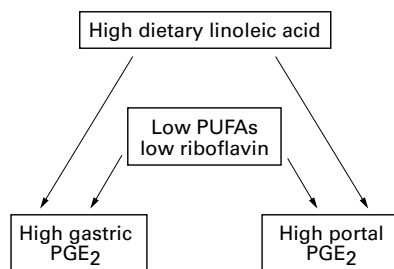 High dietary linoleic acid
Low PUFAs
low riboflavin
High gastric
PGE₂
High portal
PGE₂